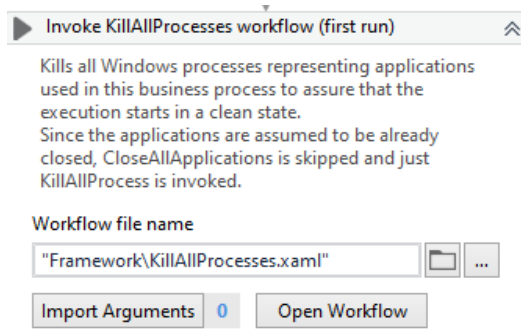 Invoke KillAllProcesses workflow (first run)
Kills all Windows processes representing applications
used in this business process to assure that the
execution starts in a clean state.
Since the applications are assumed to be already
closed, CloseAllApplications is skipped and just
KillAllProcess is invoked.
Workflow file name
"Framework\KillAllProcesses.xaml"
...
Import Arguments 0 Open Workflow